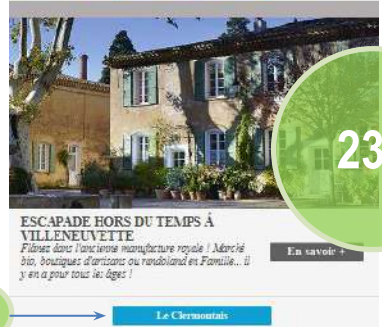 23
ESCAPADE HORS DU TEMPS Á
VILLENEUVETTE
Flânez dans l'ancienne manufacture royale ! Marché
bio, boutiques d'artisans ou randoland en Famille... il
y en a pour tous les âges !
En savoir +
Le Clermontais